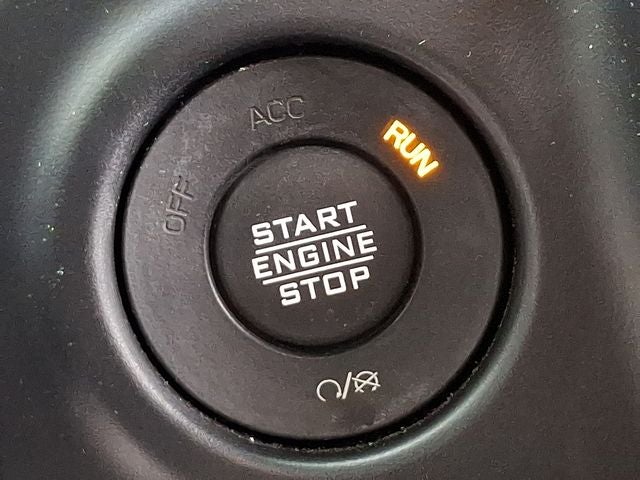 OFF
ACC
RUN
START
ENGINE
STOP